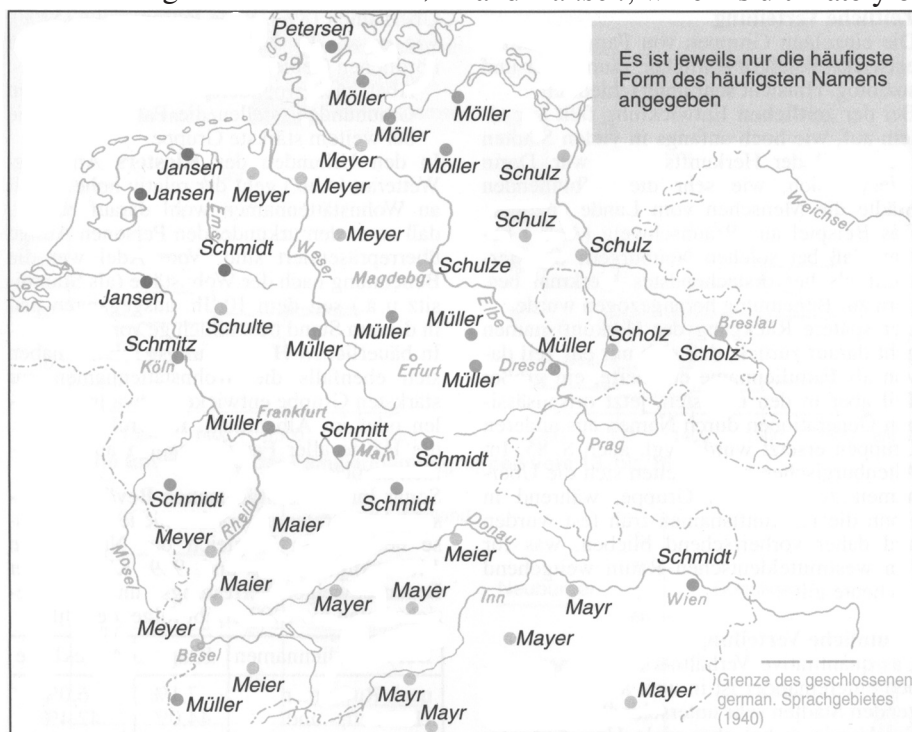 Petersen
Es ist jeweils nur die häufigste
Form des häufigsten Namens
angegeben
Möller
Möller
Möller
Möller
Jansen
Meyer
Meyer
Meyer
Schulz
Jansen
Ems
Weser
Weichsel
Meyer
Schulz
Schulz
Schmidt
Magdebg.
Schulze
Jansen
Elbe
Schulte
Müller
Müller
Müller
Scholz
Breslau
Scholz
Schmitz
Köln
Erfurt
Müller
Dresd.
Müller
Frankfurt
Müller
Schmitt
Main
Schmidt
Prag
Schmidt
Schmidt
Rhein
Mosel
Meyer
Maier
Donau
Meier
Schmidt
Maier
Mayer
Mayer
Inn
Mayr
Wien
Meyer
Basel
Mayer
Meier
Mayr
Mayer
Müller
Mayr
Grenze des geschlossenen
german. Sprachgebietes
(1940)